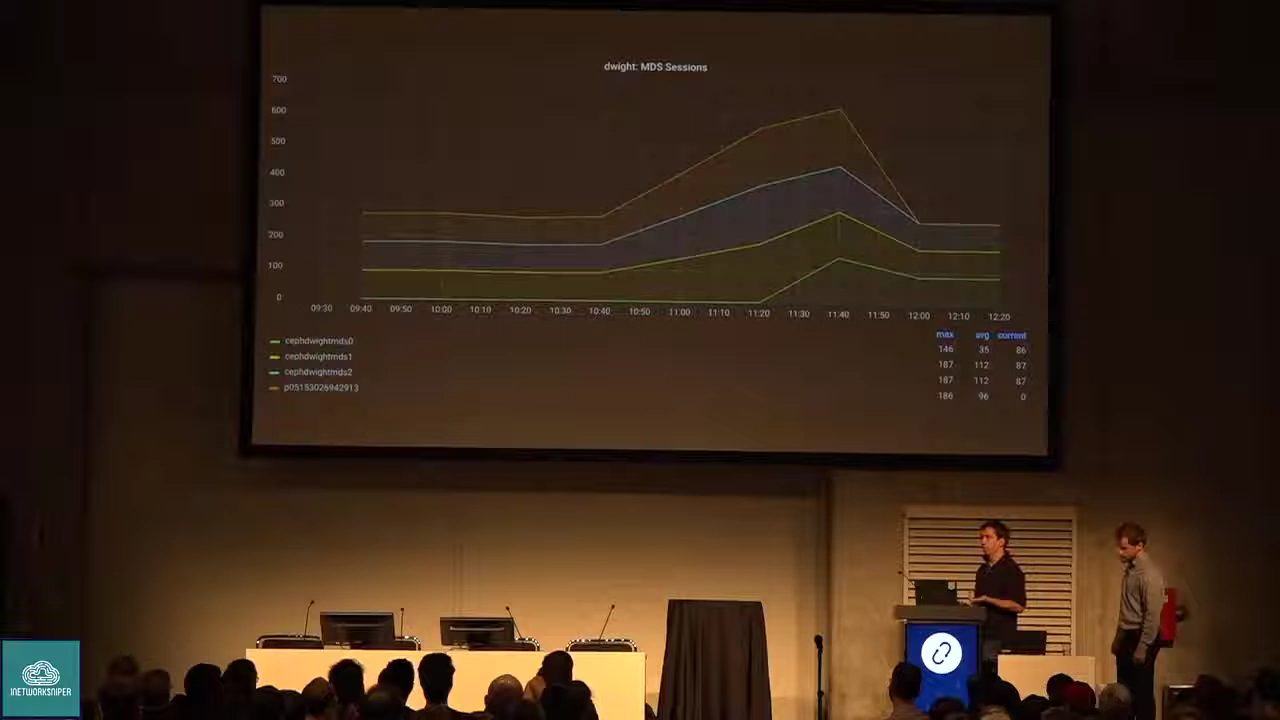 dwight: MDS Sessions
700
600
500
400
300
200
100
0
09:30 09:40 09:50 10:00 10:10 10:20 10:30 10:40 10:50 11:00 11:10 11:20 11:30 11:40 11:50 12:00 12:10 12:20
max avg current
cephdwightmds0 146 35 86
cephdwightmds1 187 112 87
cephdwightmds2 187 112 87
p05153026942913 186 96 0
INETWORKSNIPER